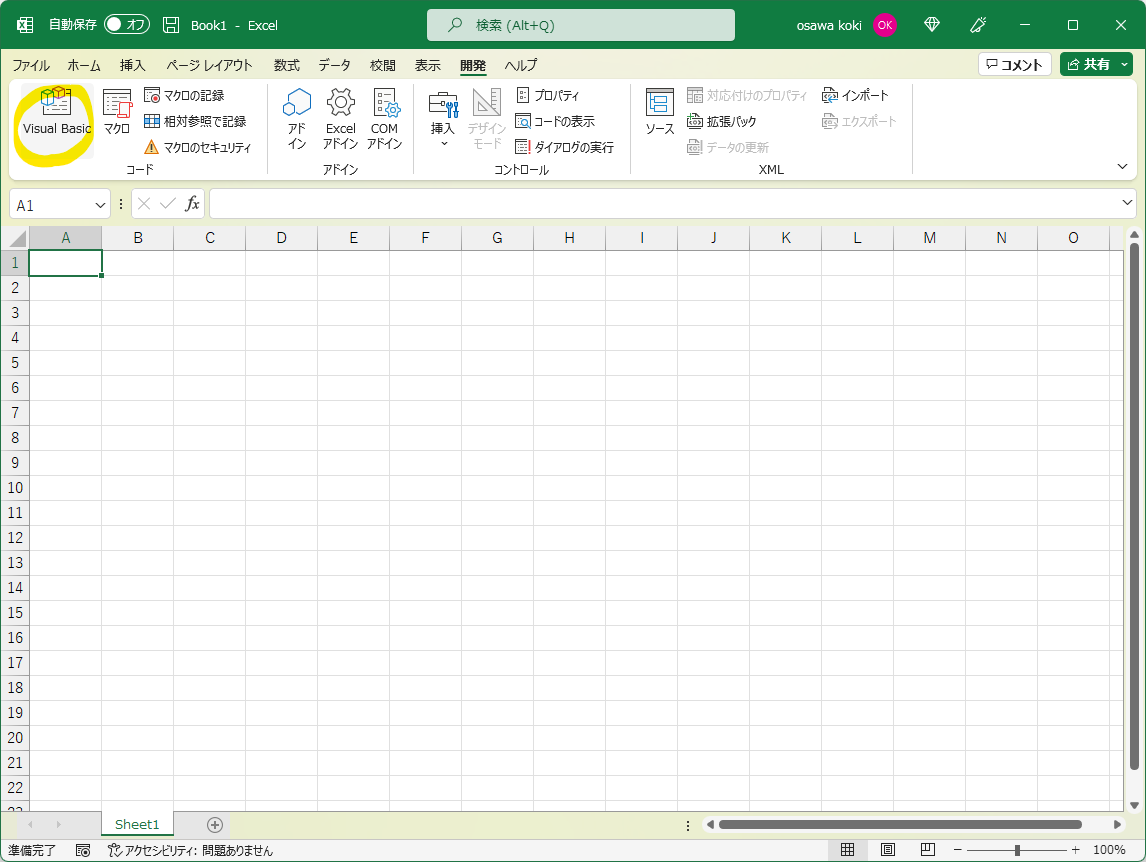 自動保存 オフ Book1 - Excel 検索 (Alt+Q) osawa koki OK
ファイル ホーム 挿入 ページ レイアウト 数式 データ 校閲 表示 開発 ヘルプ コメント 共有
Visual Basic
マクロ
マクロの記録
相対参照で記録
マクロのセキュリティ
コード
アド
イン
Excel
アドイン
COM
アドイン
アドイン
挿入
デザイン
モード
プロパティ
コードの表示
ダイアログの実行
コントロール
ソース
対応付けのプロパティ
拡張パック
データの更新
インポート
エクスポート
XML
A1 fx
A B C D E F G H I J K L M N O
1
2
3
4
5
6
7
8
9
10
11
12
13
14
15
16
17
18
19
20
21
22
23
Sheet1
準備完了 アクセシビリティ: 問題ありません 100%